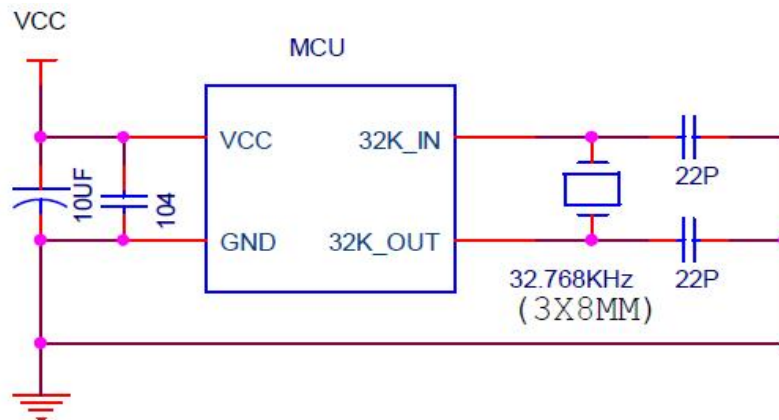 VCC
MCU
VCC
32K_IN
22P
10UF
104
GND
32K_OUT
32.768KHz
22P
(3X8MM)